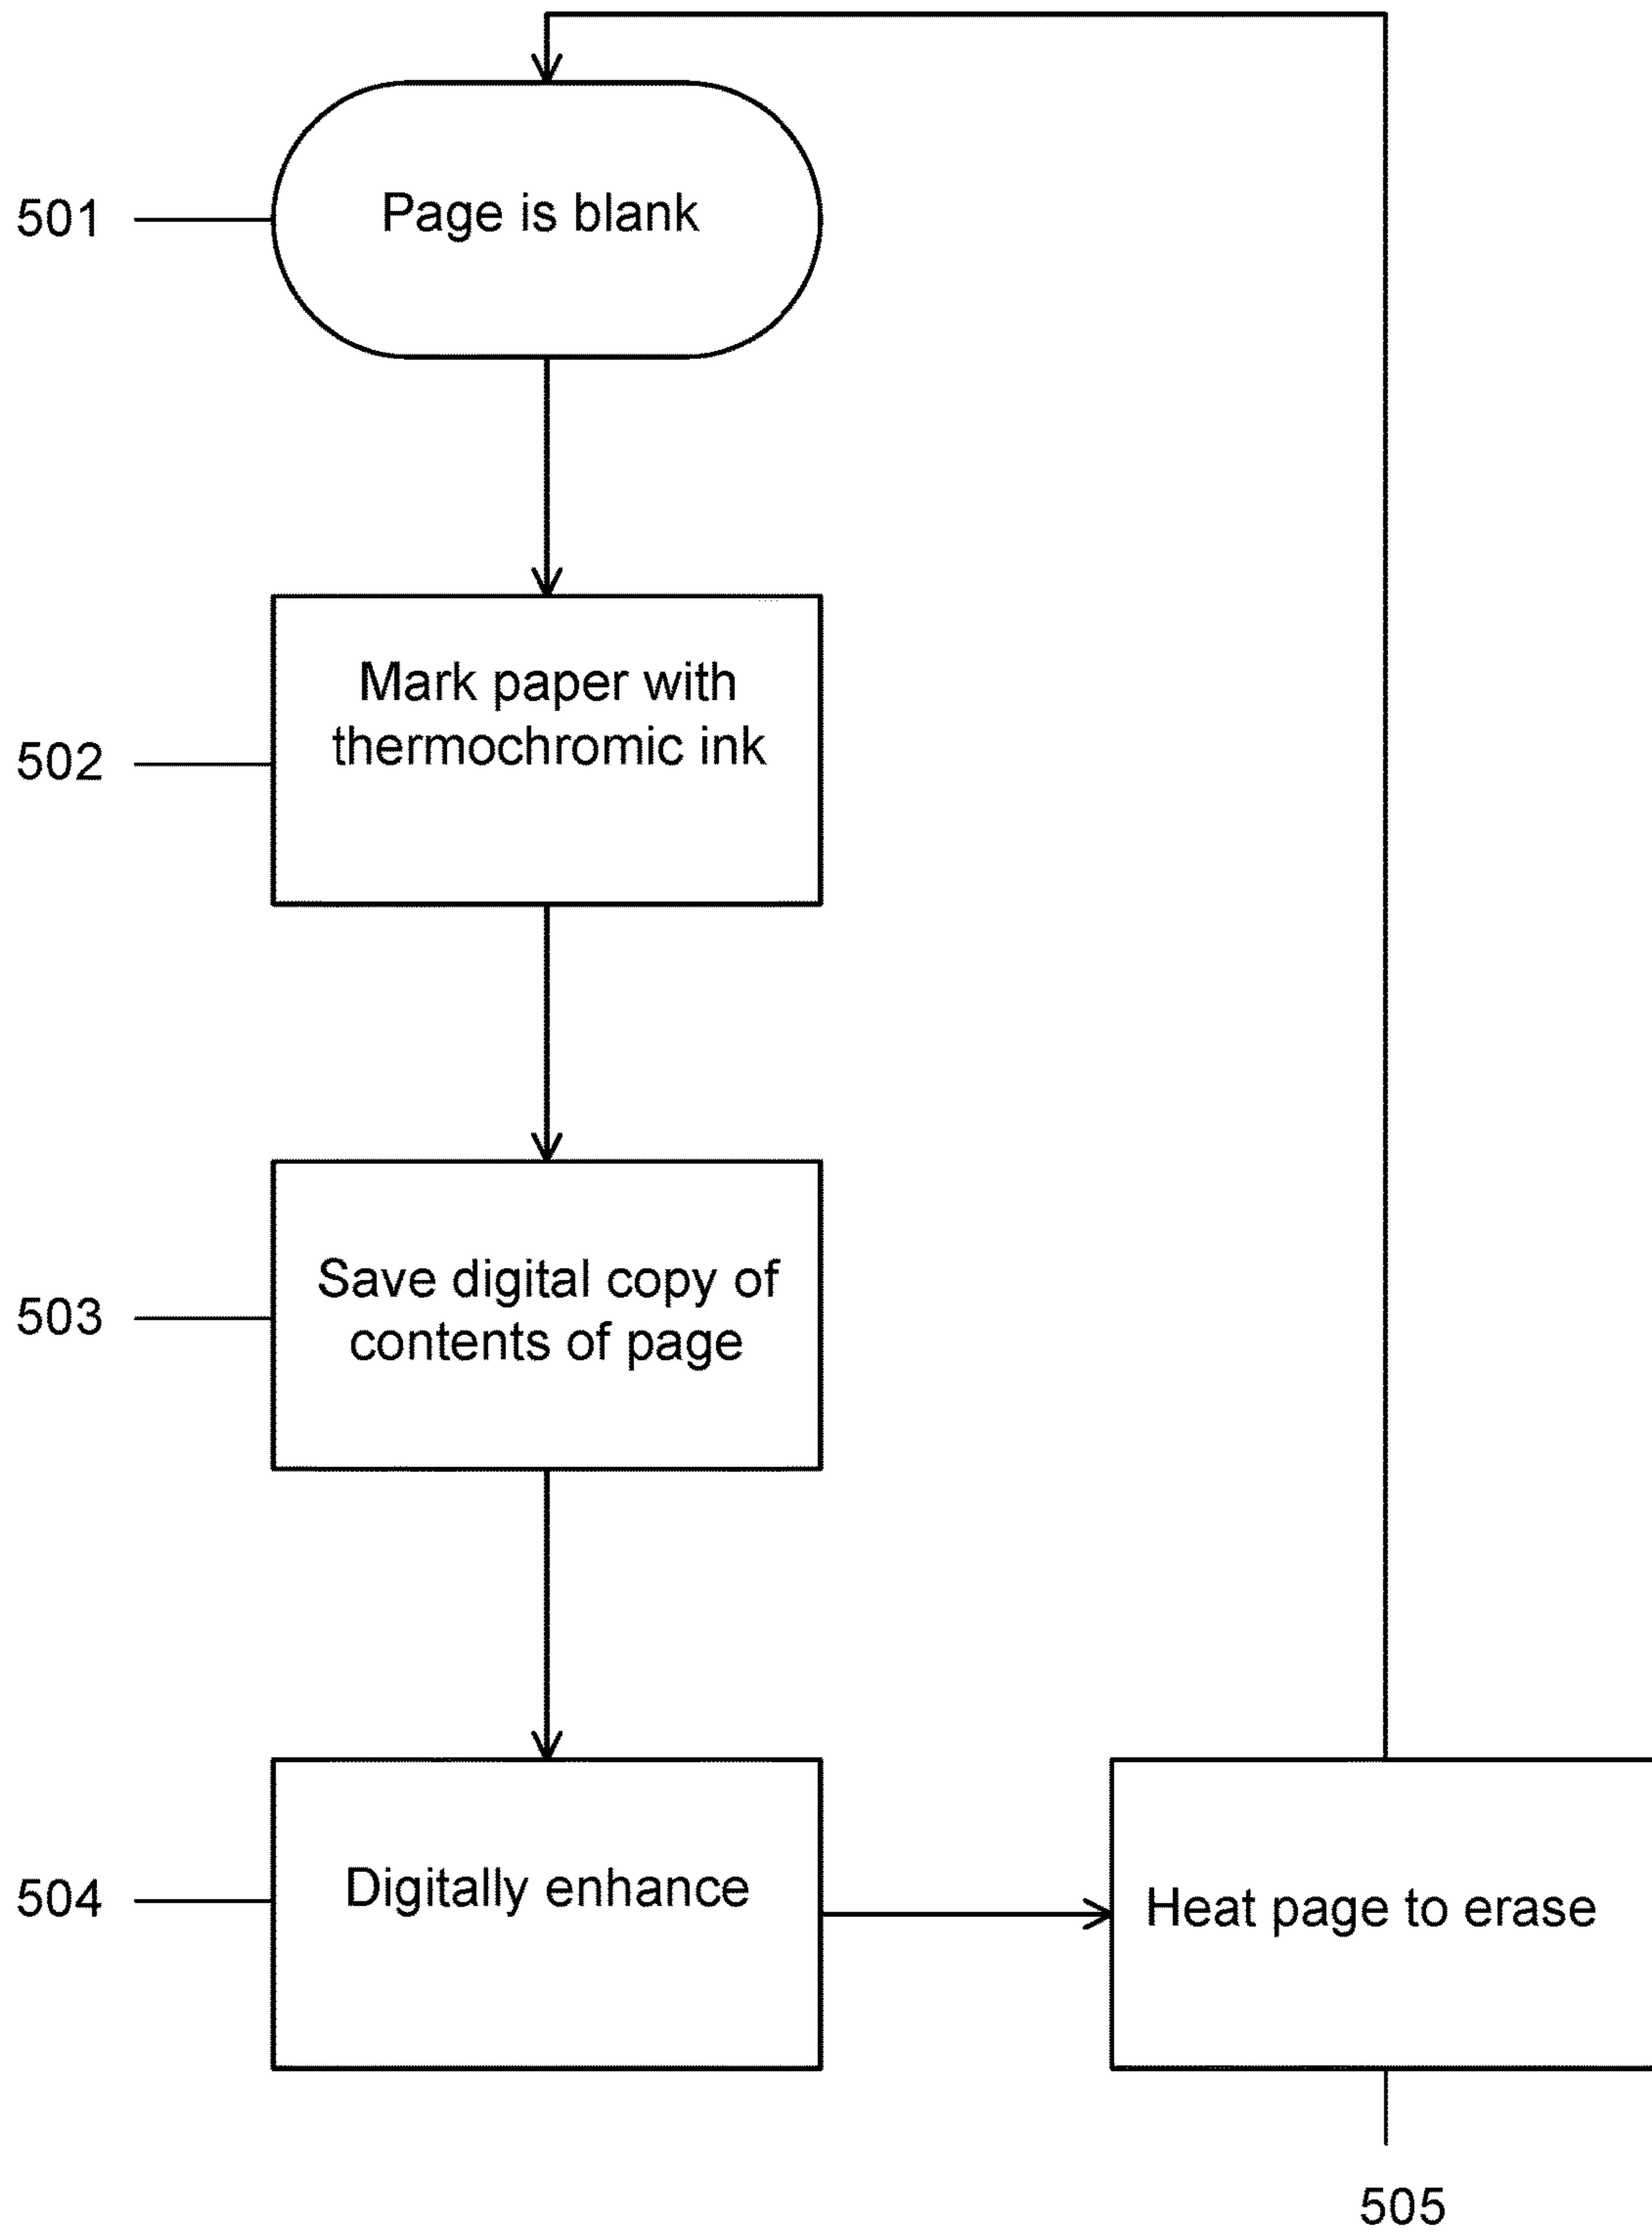 501
Page is blank
502
Mark paper with
thermochromic ink
503
Save digital copy of
contents of page
504
Digitally enhance
Heat page to erase
505